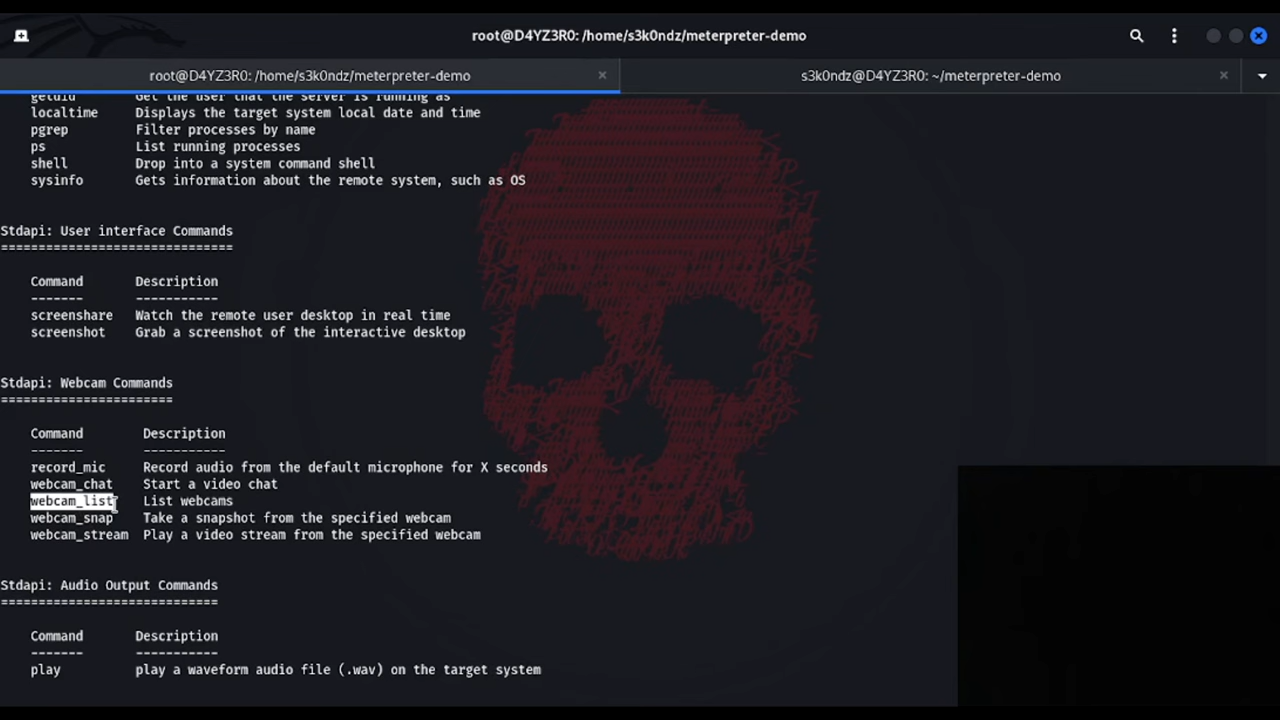 root@D4YZ3R0: /home/s3k0ndz/meterpreter-demo
root@D4YZ3R0: /home/s3k0ndz/meterpreter-demo
s3k0ndz@D4YZ3R0: ~/meterpreter-demo
getuid Get the user that the server is running as
localtime Displays the target system local date and time
pgrep Filter processes by name
ps List running processes
shell Drop into a system command shell
sysinfo Gets information about the remote system, such as OS
Stdapi: User interface Commands
===============================
Command Description
------- -----------
screenshare Watch the remote user desktop in real time
screenshot Grab a screenshot of the interactive desktop
Stdapi: Webcam Commands
=======================
Command Description
------- -----------
record_mic Record audio from the default microphone for X seconds
webcam_chat Start a video chat
webcam_list List webcams
webcam_snap Take a snapshot from the specified webcam
webcam_stream Play a video stream from the specified webcam
Stdapi: Audio Output Commands
=============================
Command Description
------- -----------
play play a waveform audio file (.wav) on the target system